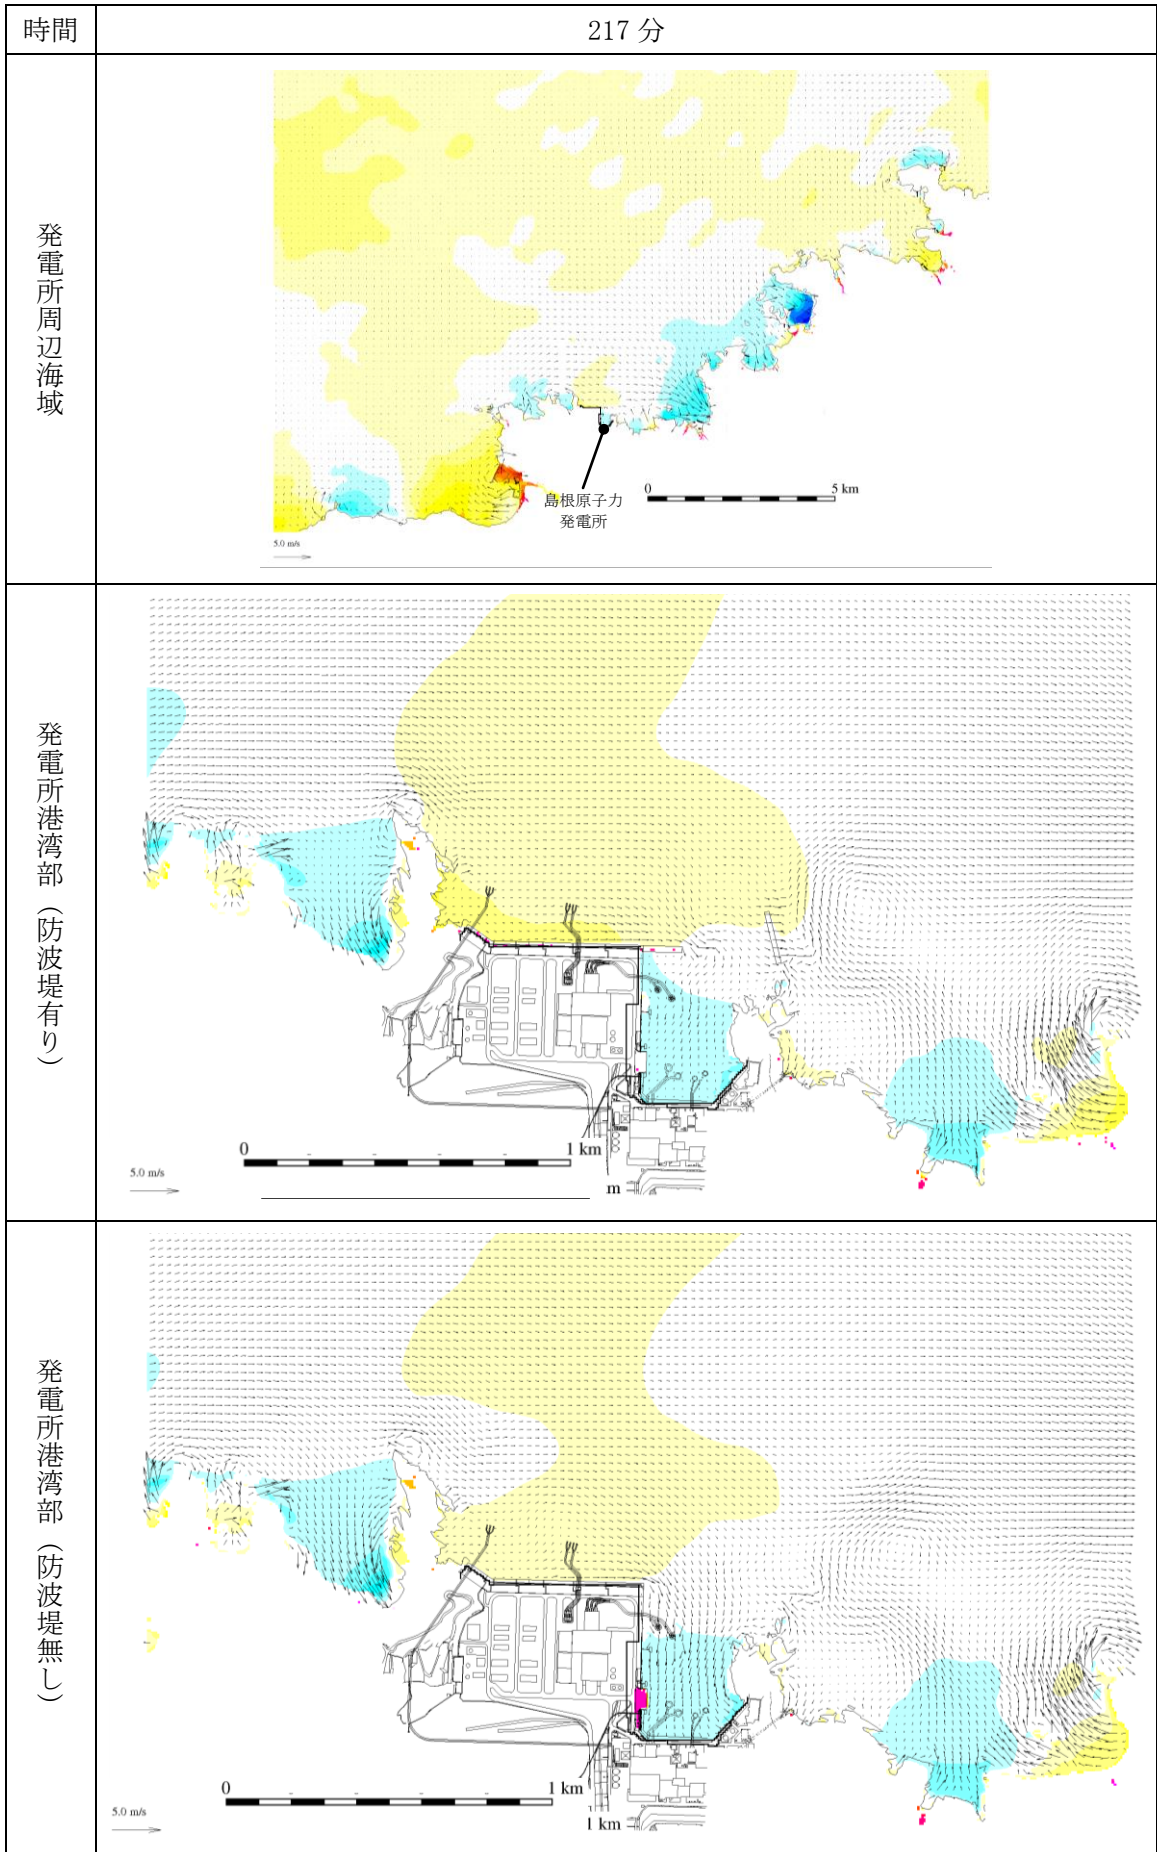 時間
217 分
発電所周辺海域
島根原子力
発電所
0
5 km
5.0 m/s
発電所港湾部（防波堤有り）
0
1 km
5.0 m/s
m
発電所港湾部（防波堤無し）
0
1 km
5.0 m/s
1 km